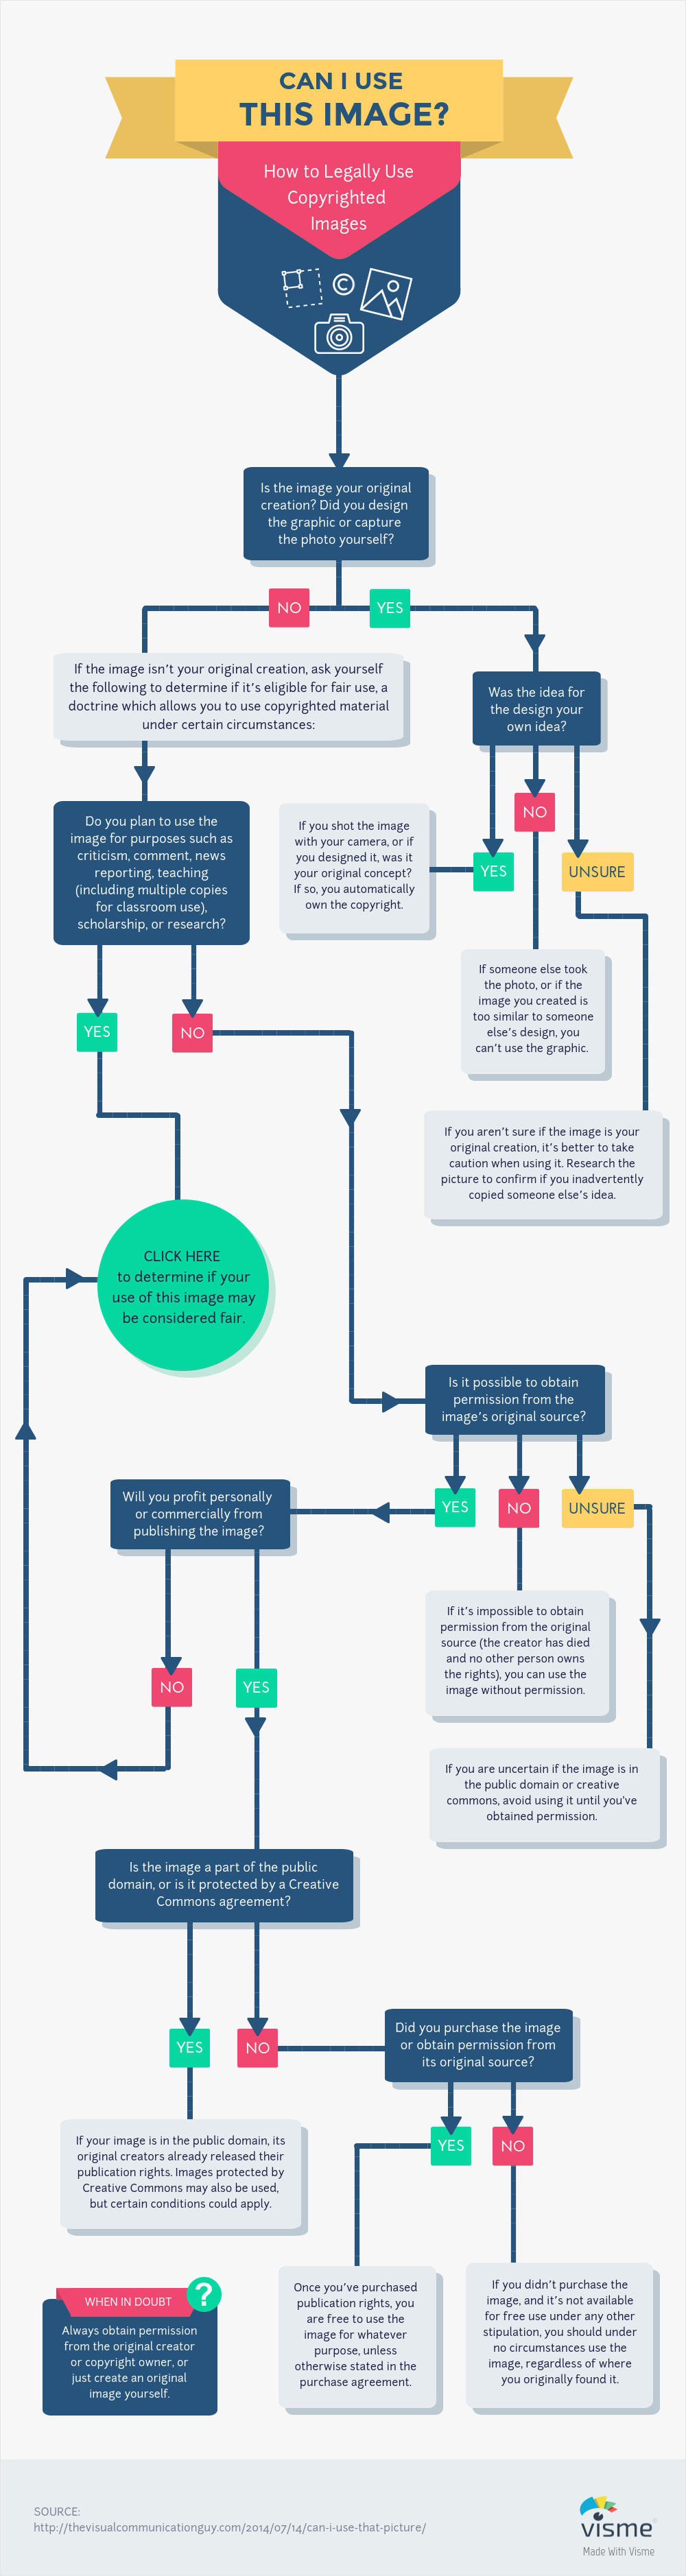 CAN I USE
THIS IMAGE?
How to Legally Use
Copyrighted
Images
©
Is the image your original
creation? Did you design
the graphic or capture
the photo yourself?
NO
YES
If the image isn't your original creation, ask yourself
the following to determine if it's eligible for fair use, a
doctrine which allows you to use copyrighted material
under certain circumstances:
Was the idea for
the design your
own idea?
Do you plan to use the
image for purposes such as
criticism, comment, news
reporting, teaching
(including multiple copies
for classroom use),
scholarship, or research?
NO
YES
UNSURE
If you shot the image
with your camera, or if
you designed it, was it
your original concept?
If so, you automatically
own the copyright.
If someone else took
the photo, or if the
image you created is
too similar to someone
else's design, you
can't use the graphic.
YES
NO
If you aren't sure if the image is your
original creation, it's better to take
caution when using it. Research the
picture to confirm if you inadvertently
copied someone else's idea.
CLICK HERE
to determine if your
use of this image may
be considered fair.
Is it possible to obtain
permission from the
image's original source?
YES
NO
UNSURE
Will you profit personally
or commercially from
publishing the image?
If it's impossible to obtain
permission from the original
source (the creator has died
and no other person owns
the rights), you can use the
image without permission.
NO
YES
If you are uncertain if the image is in
the public domain or creative
commons, avoid using it until you've
obtained permission.
Is the image a part of the public
domain, or is it protected by a Creative
Commons agreement?
YES
NO
Did you purchase the image
or obtain permission from
its original source?
YES
NO
If your image is in the public domain, its
original creators already released their
publication rights. Images protected by
Creative Commons may also be used,
but certain conditions could apply.
Once you've purchased
publication rights, you
are free to use the
image for whatever
purpose, unless
otherwise stated in the
purchase agreement.
If you didn't purchase the
image, and it's not available
for free use under any other
stipulation, you should under
no circumstances use the
image, regardless of where
you originally found it.
?
WHEN IN DOUBT
Always obtain permission
from the original creator
or copyright owner, or
just create an original
image yourself.
SOURCE:
http://thevisualcommunicationguy.com/2014/07/14/can-i-use-that-picture/
visme
Made With Visme